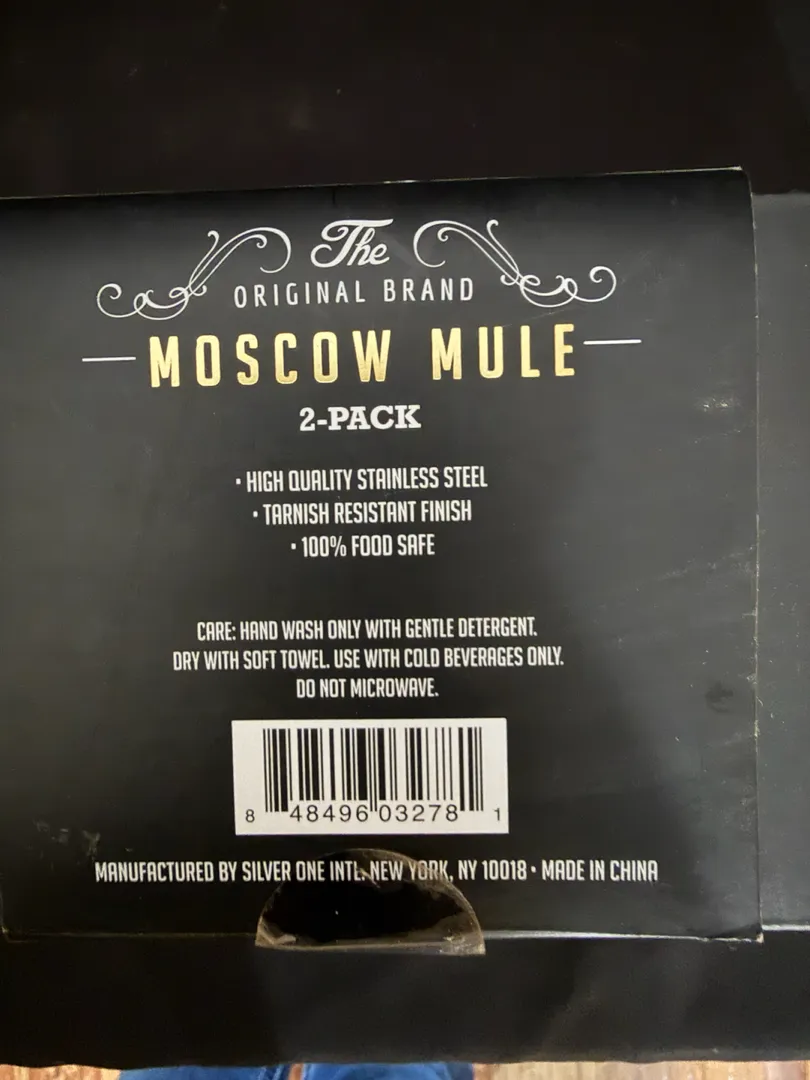 The
ORIGINAL BRAND
MOSCOW MULE
2-PACK
• HIGH QUALITY STAINLESS STEEL
• TARNISH RESISTANT FINISH
• 100% FOOD SAFE
CARE: HAND WASH ONLY WITH GENTLE DETERGENT.
DRY WITH SOFT TOWEL. USE WITH COLD BEVERAGES ONLY.
DO NOT MICROWAVE.
8 48496 03278 1
MANUFACTURED BY SILVER ONE INTL. NEW YORK, NY 10018 • MADE IN CHINA